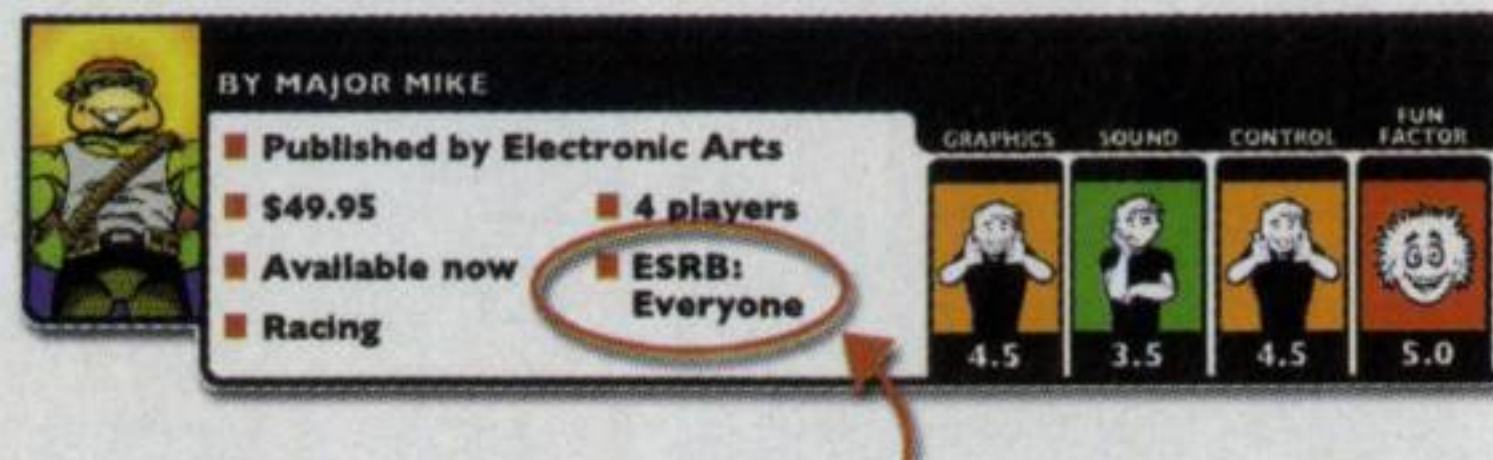 BY MAJOR MIKE
Published by Electronic Arts
$49.95
4 players
Available now
ESRB:
Everyone
Racing
GRAPHICS
SOUND
CONTROL
FUN
FACTOR
4.5
3.5
4.5
5.0